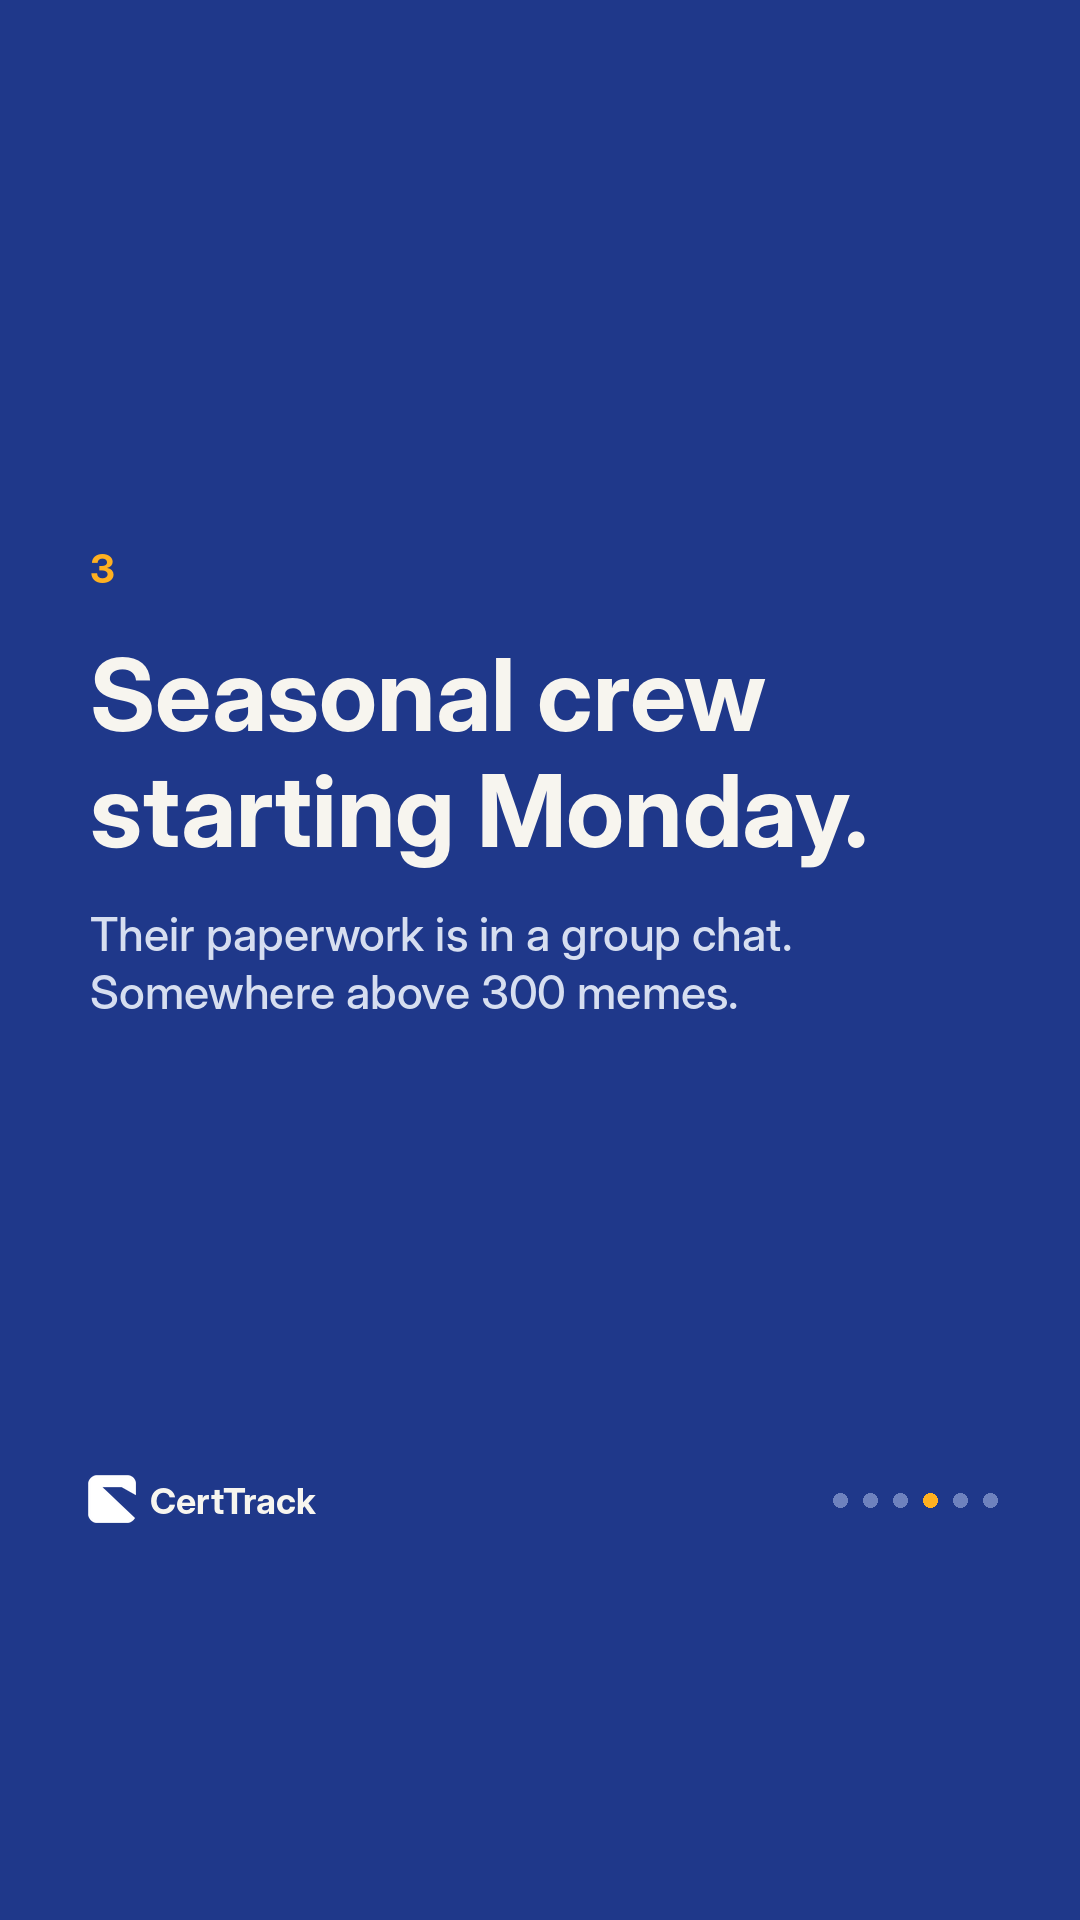 3
Seasonal crew
starting Monday.
Their paperwork is in a group chat.
Somewhere above 300 memes.
CertTrack